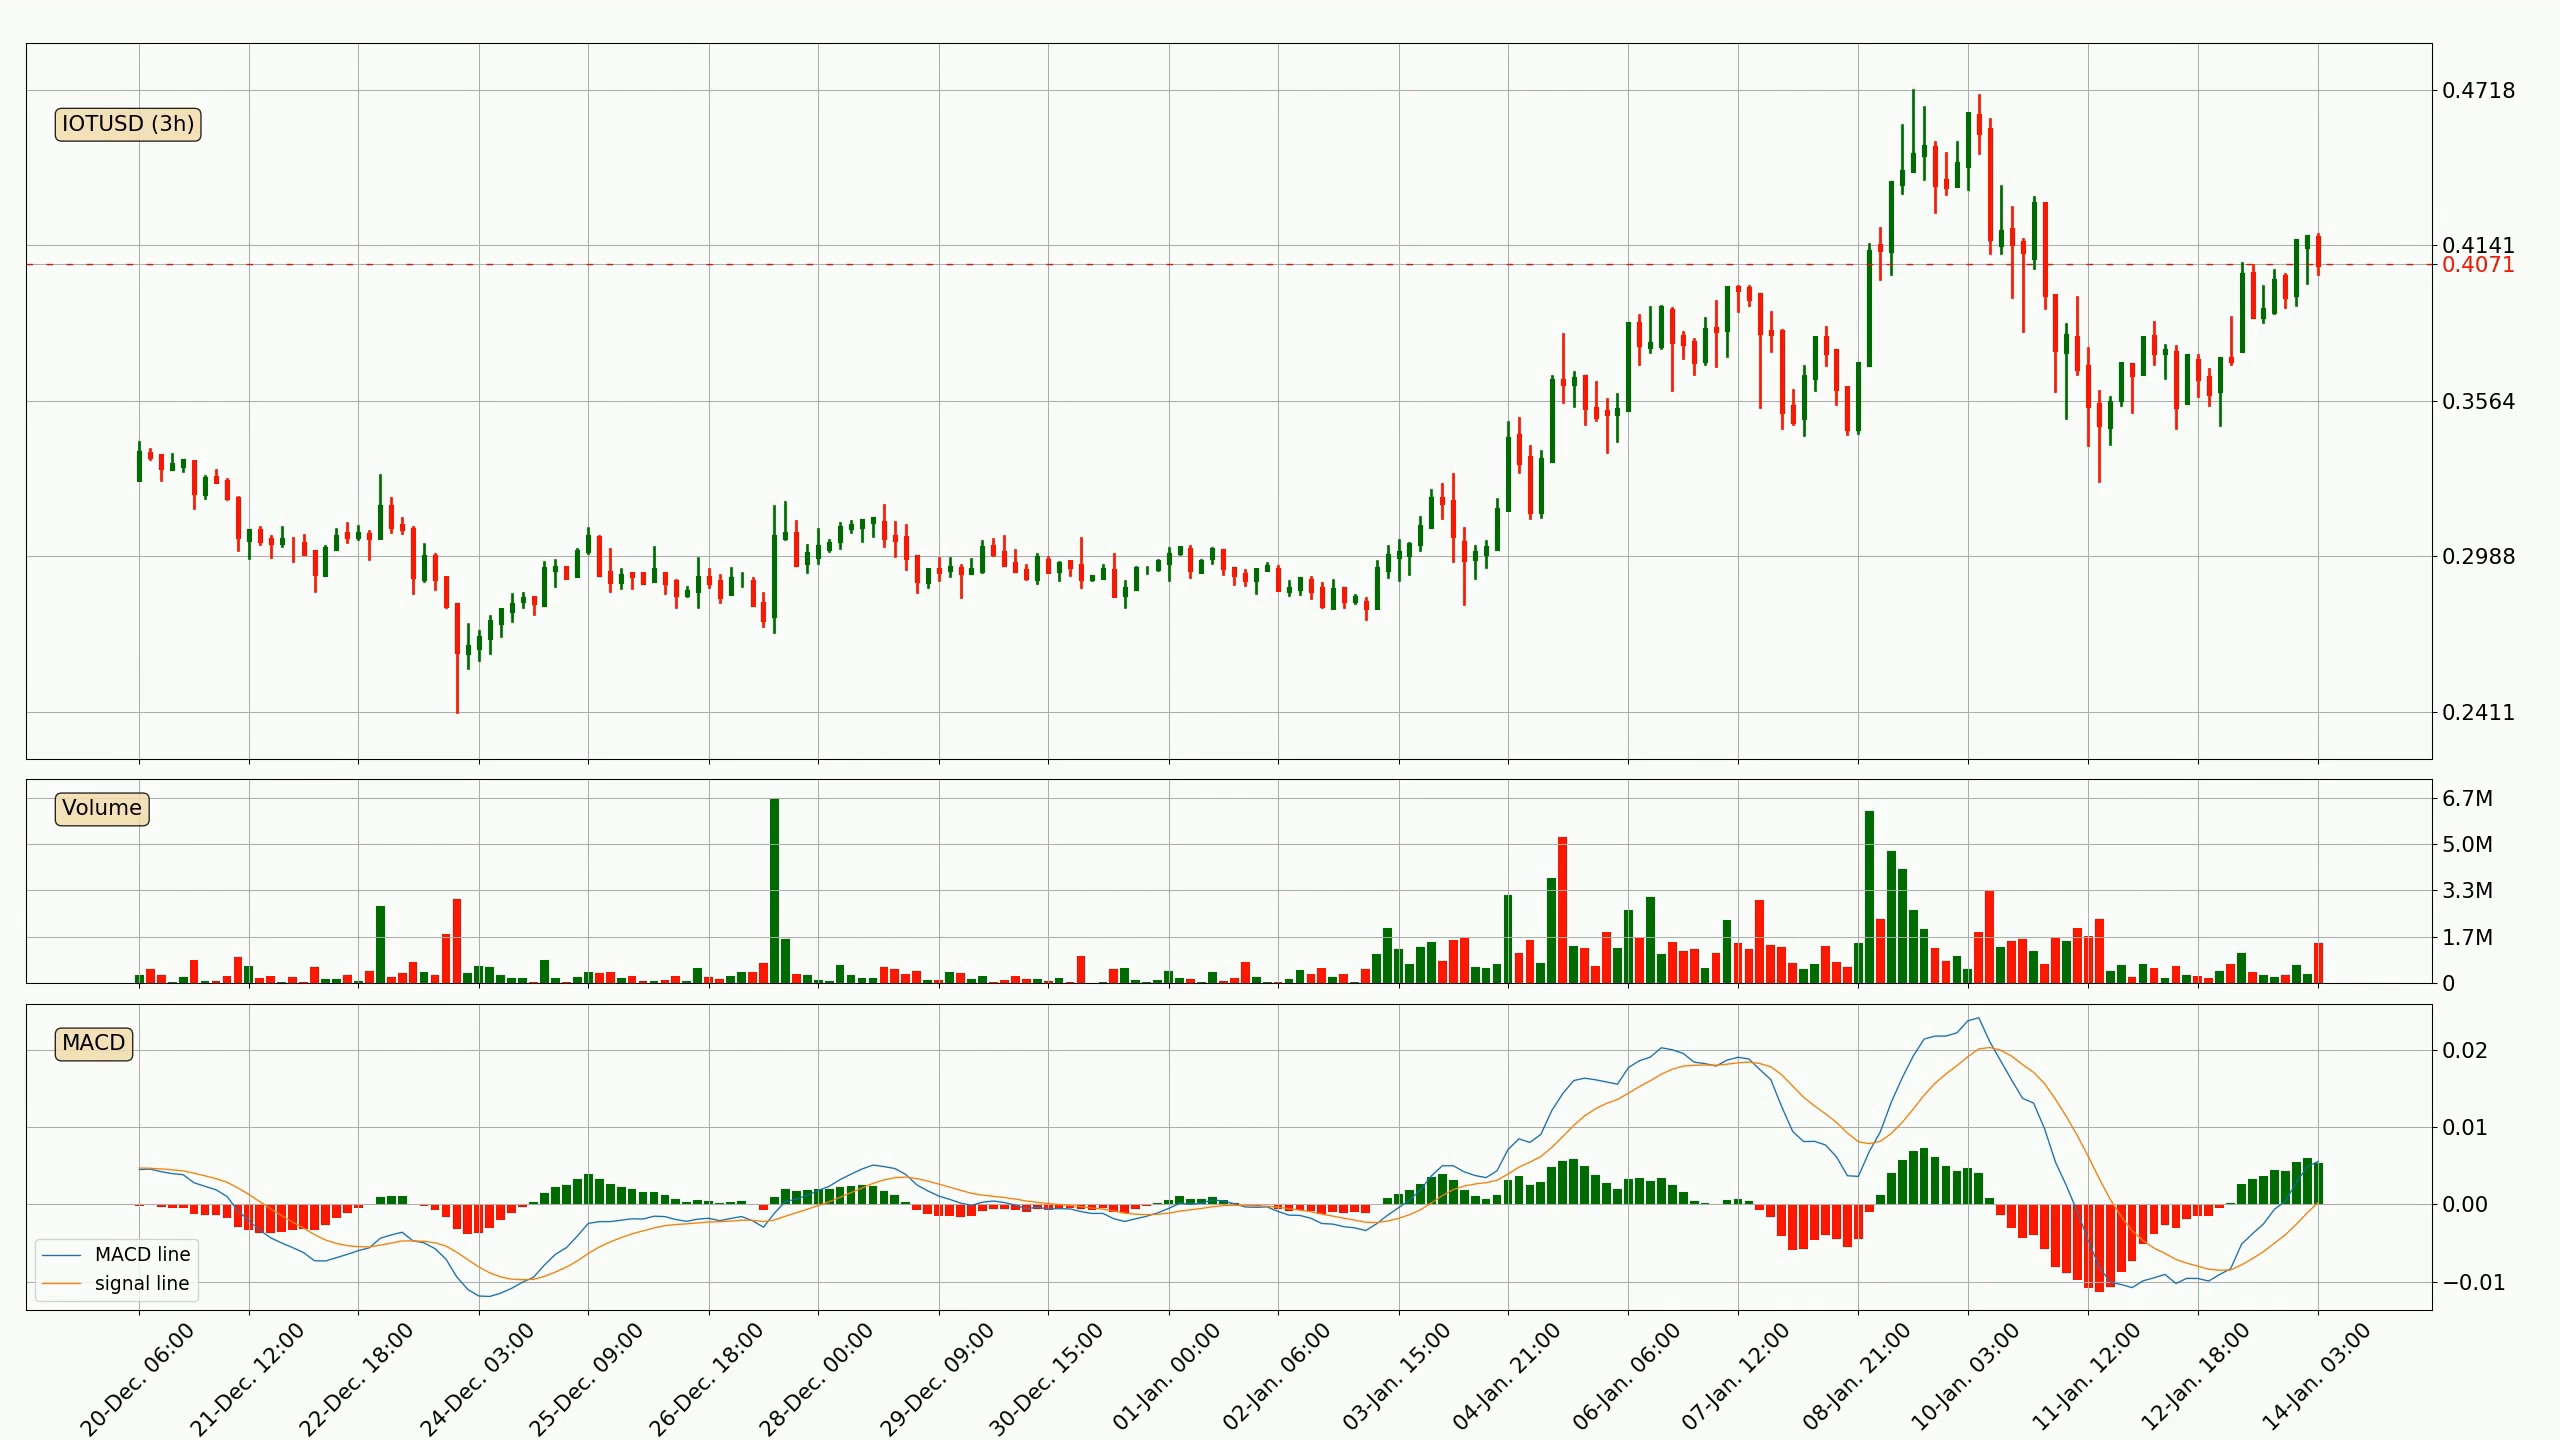 IOTUSD (3h)
0.4718
0.4141
0.4071
0.3564
0.2988
0.2411
Volume
6.7M
5.0M
3.3M
1.7M
0
MACD
0.02
0.01
0.00
−0.01
MACD line
signal line
20-Dec. 06:00
21-Dec. 12:00
22-Dec. 18:00
24-Dec. 03:00
25-Dec. 09:00
26-Dec. 18:00
28-Dec. 00:00
29-Dec. 09:00
30-Dec. 15:00
01-Jan. 00:00
02-Jan. 06:00
03-Jan. 15:00
04-Jan. 21:00
06-Jan. 06:00
07-Jan. 12:00
08-Jan. 21:00
10-Jan. 03:00
11-Jan. 12:00
12-Jan. 18:00
14-Jan. 03:00